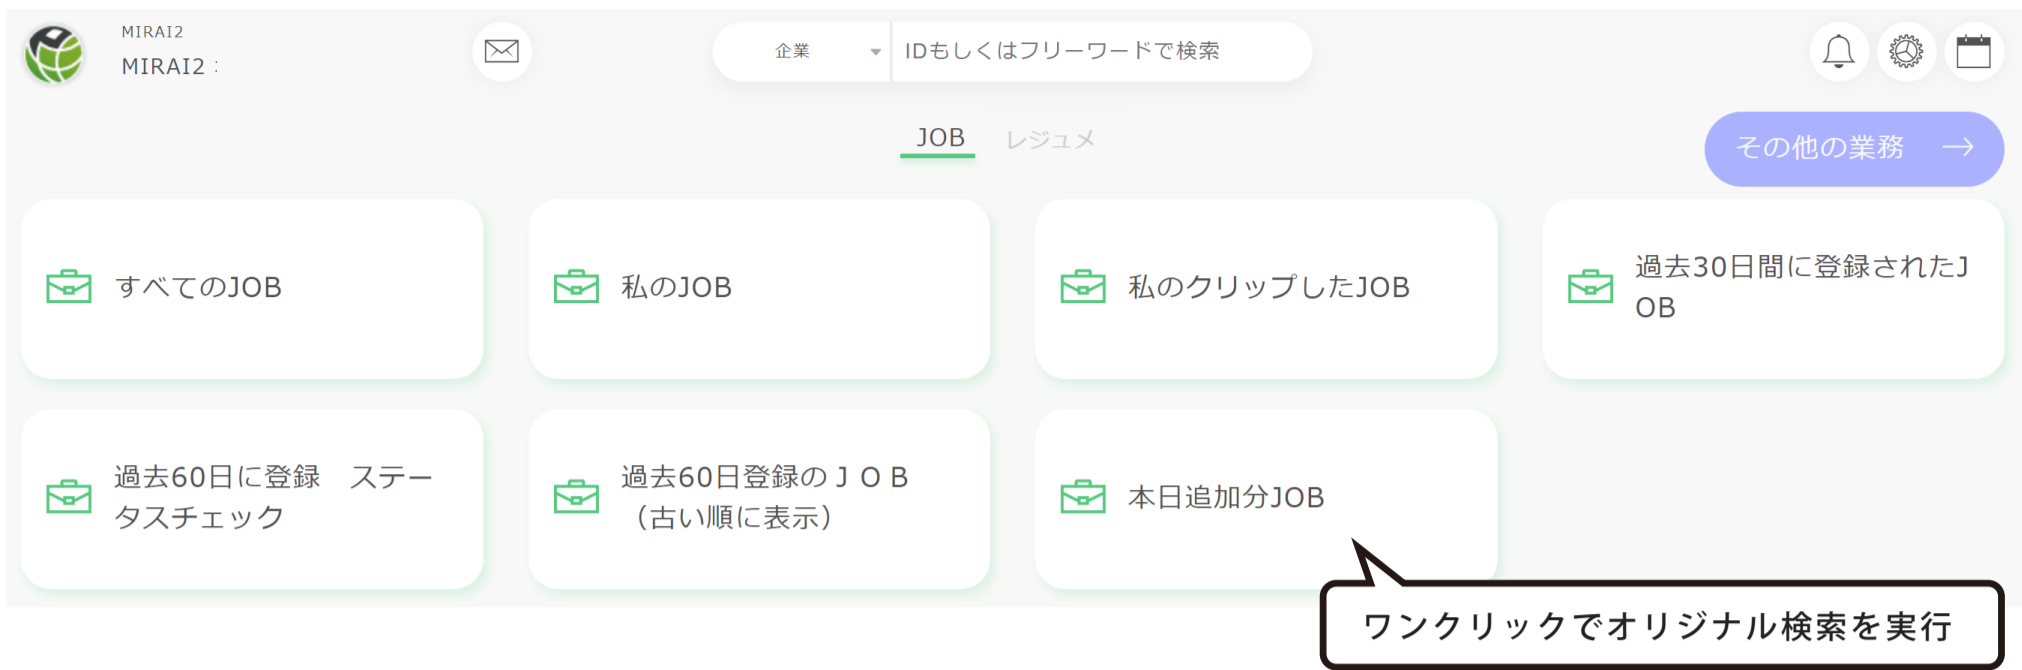 MIRAI2
MIRAI2 :
企業
IDもしくはフリーワードで検索
JOB
レジュメ
その他の業務 →
すべてのJOB
私のJOB
私のクリップしたJOB
過去30日間に登録されたJ
OB
過去60日に登録　ステー
タスチェック
過去60日登録のＪＯＢ
（古い順に表示）
本日追加分JOB
ワンクリックでオリジナル検索を実行